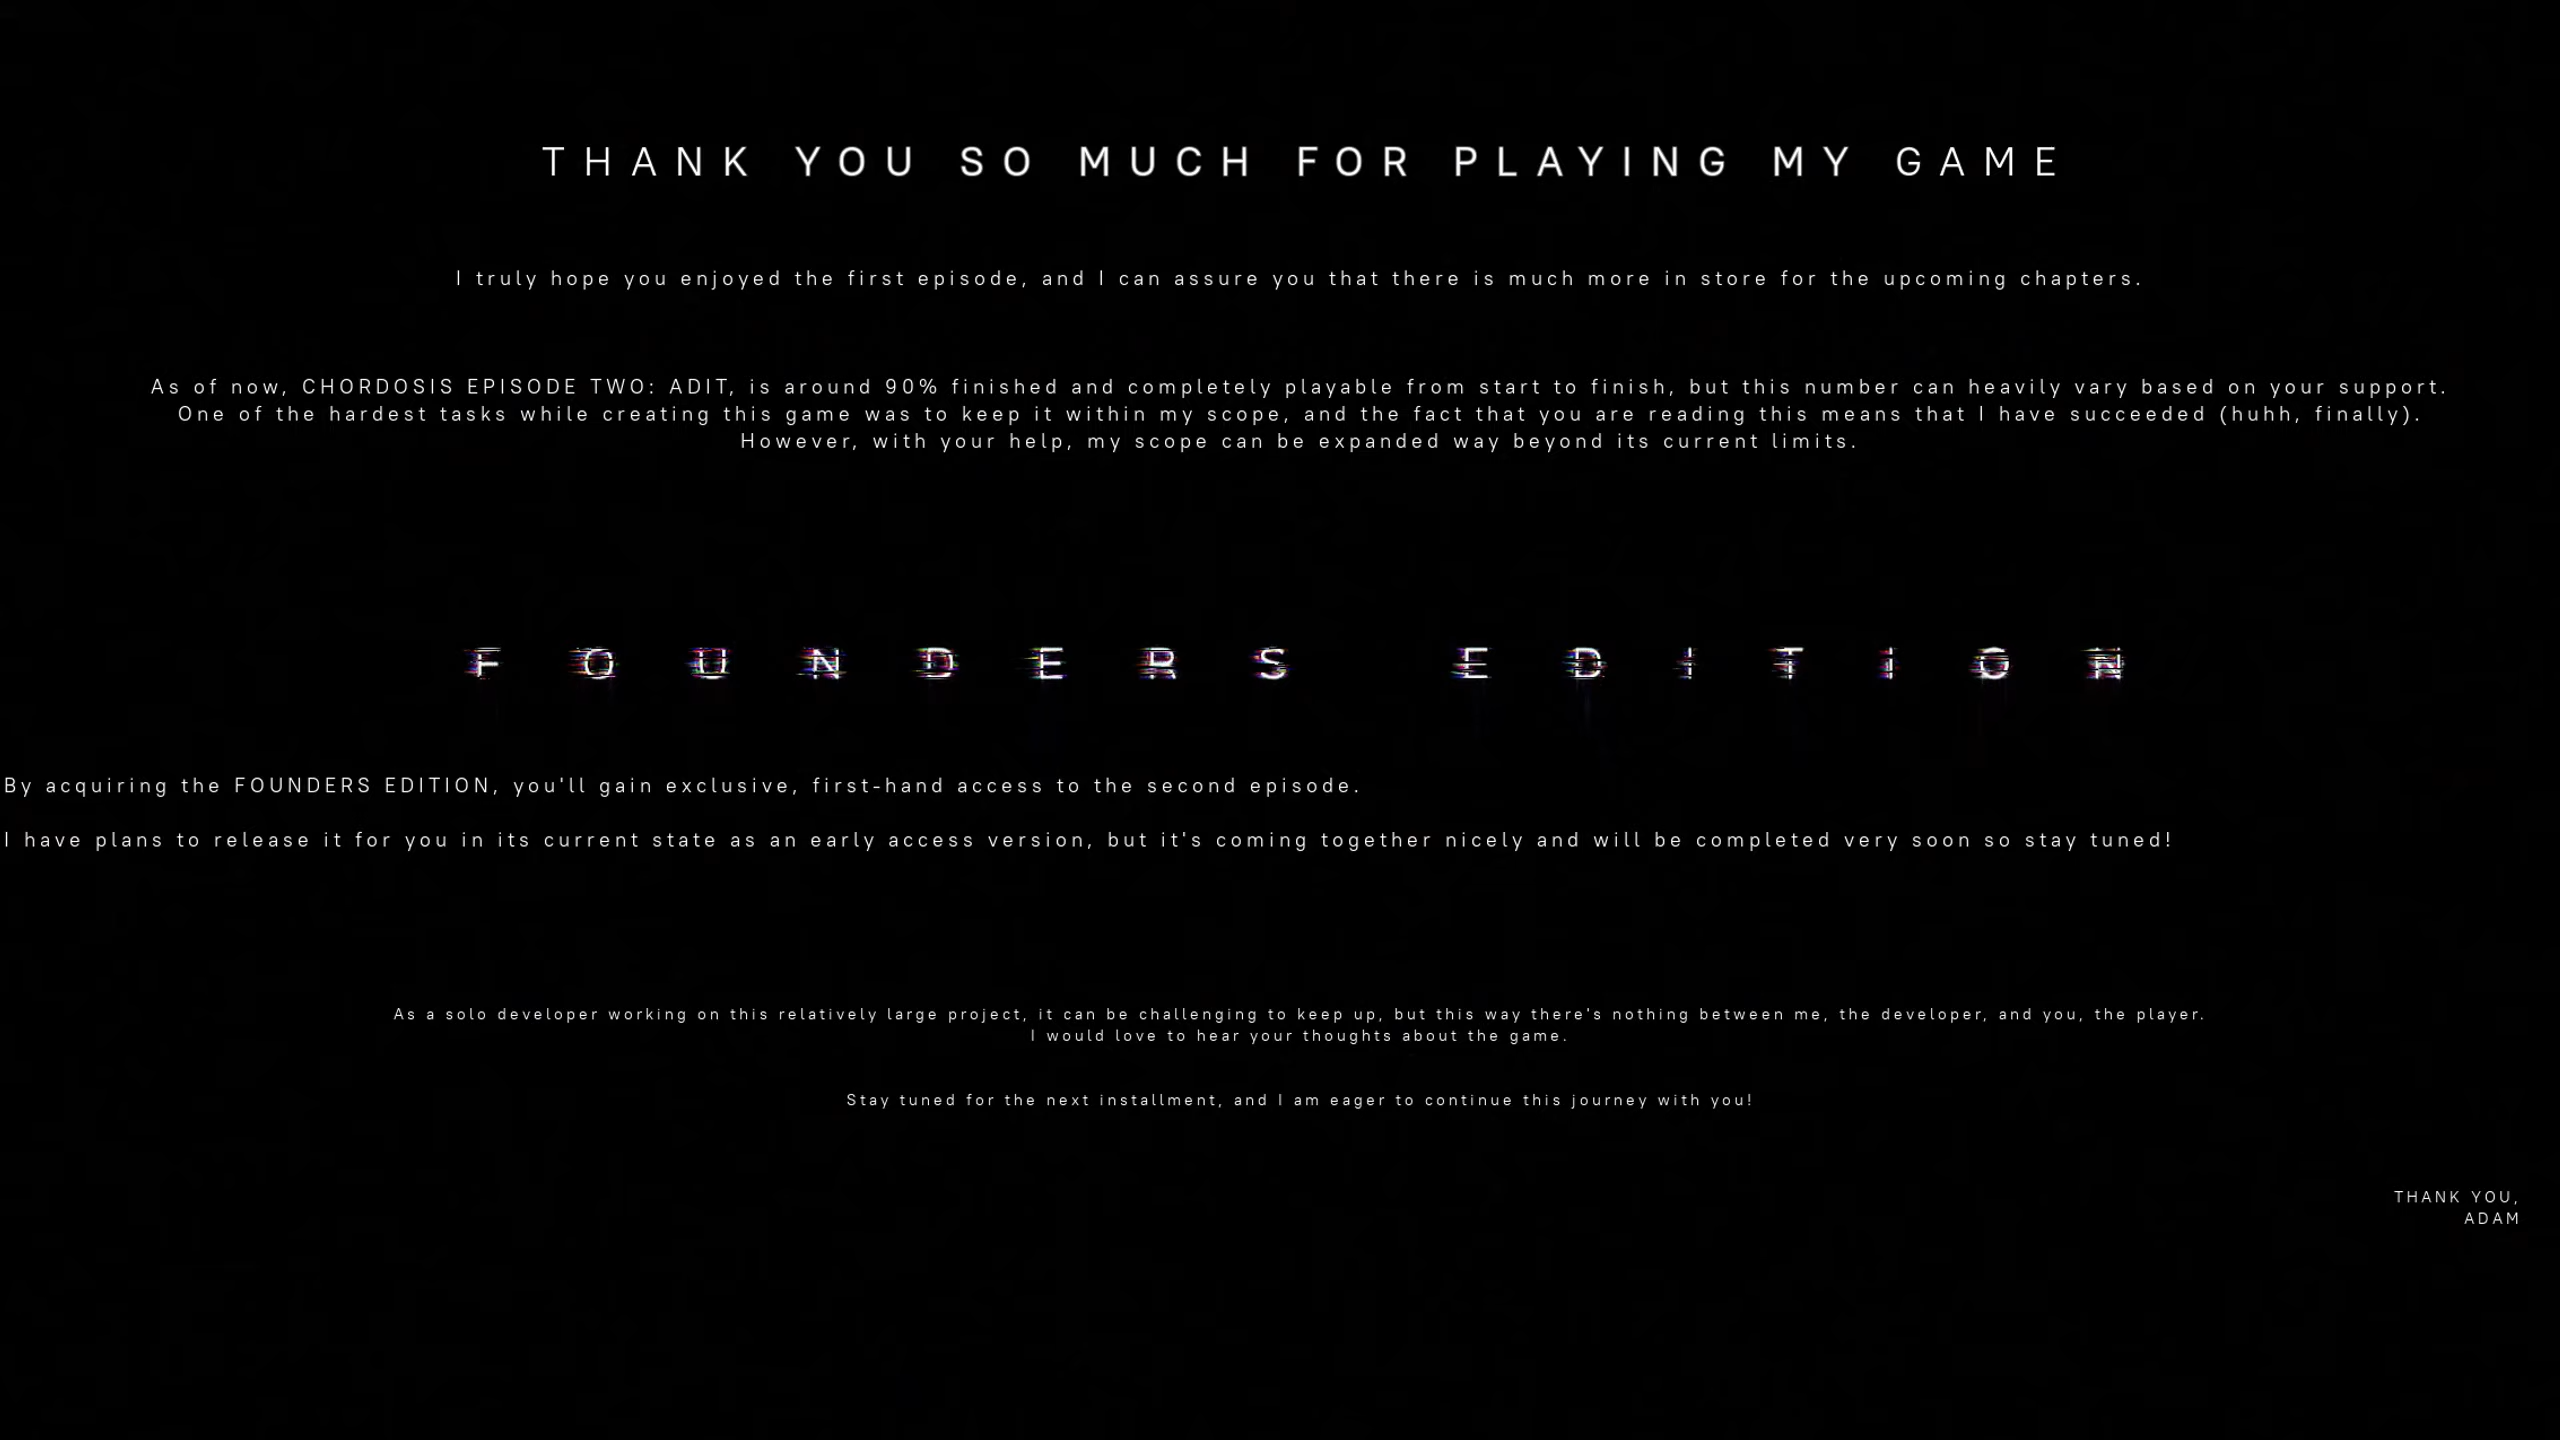 THANK YOU SO MUCH FOR PLAYING MY GAME
I truly hope you enjoyed the first episode, and I can assure you that there is much more in store for the upcoming chapters.
As of now, CHORDOSIS EPISODE TWO: ADIT, is around 90% finished and completely playable from start to finish, but this number can heavily vary based on your support.
One of the hardest tasks while creating this game was to keep it within my scope, and the fact that you are reading this means that I have succeeded (huhh, finally).
However, with your help, my scope can be expanded way beyond its current limits.
FOUNDERS EDITION
By acquiring the FOUNDERS EDITION, you'll gain exclusive, first-hand access to the second episode.
I have plans to release it for you in its current state as an early access version, but it's coming together nicely and will be completed very soon so stay tuned!
As a solo developer working on this relatively large project, it can be challenging to keep up, but this way there's nothing between me, the developer, and you, the player.
I would love to hear your thoughts about the game.
Stay tuned for the next installment, and I am eager to continue this journey with you!
THANK YOU,
ADAM